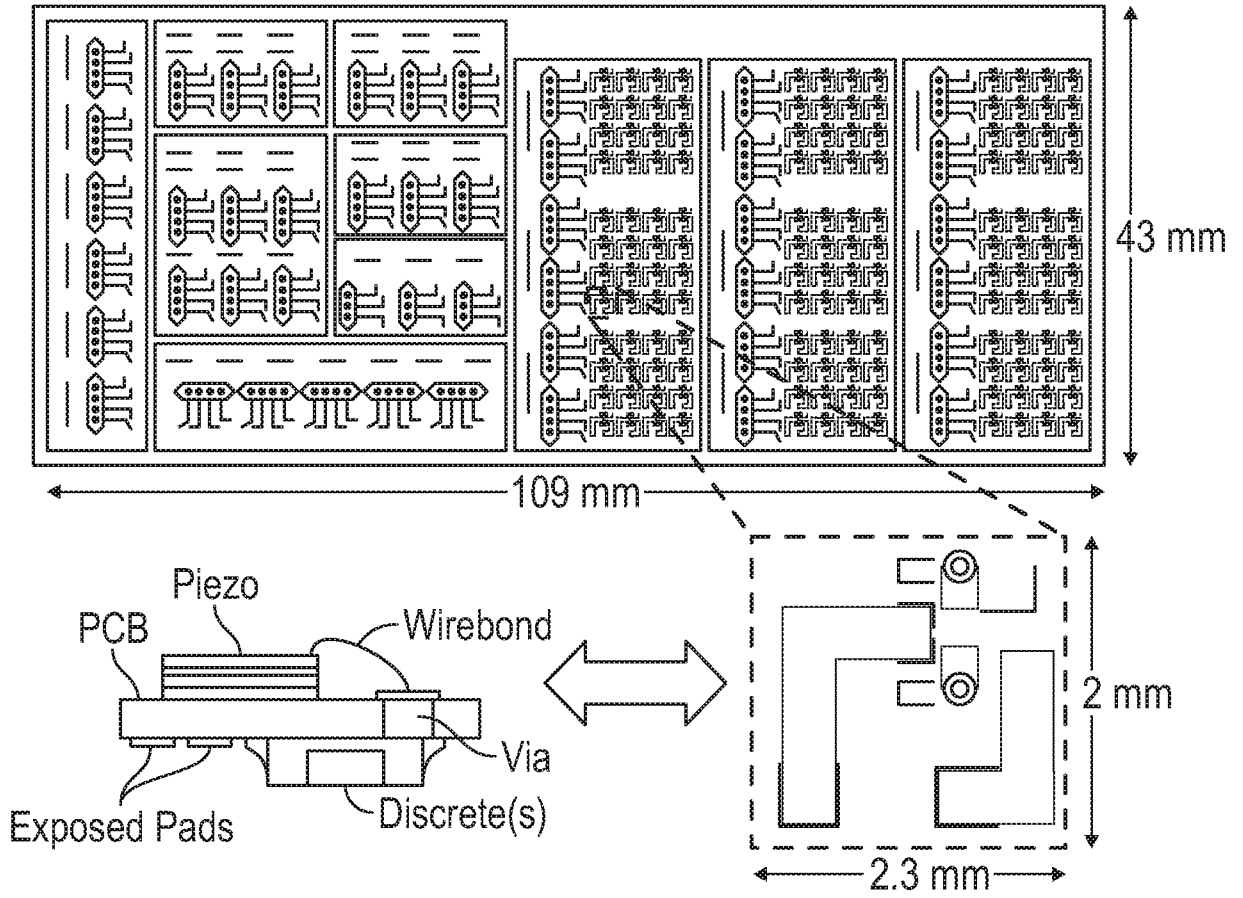 43 mm
109 mm
Piezo
PCB
Wirebond
2 mm
Via
Discrete(s)
Exposed Pads
2.3 mm